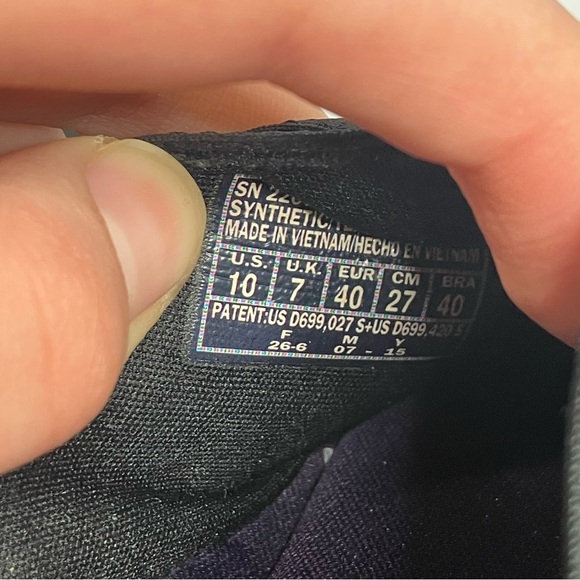 SN
SYNTHETIC/
MADE IN VIETNAM/HECHO EN VIETNAM
U.S. U.K. EUR CM BRA
10 7 40 27 40
PATENT:US D699,027 S+US D699,420 S
F M Y
26-6 07 - 15